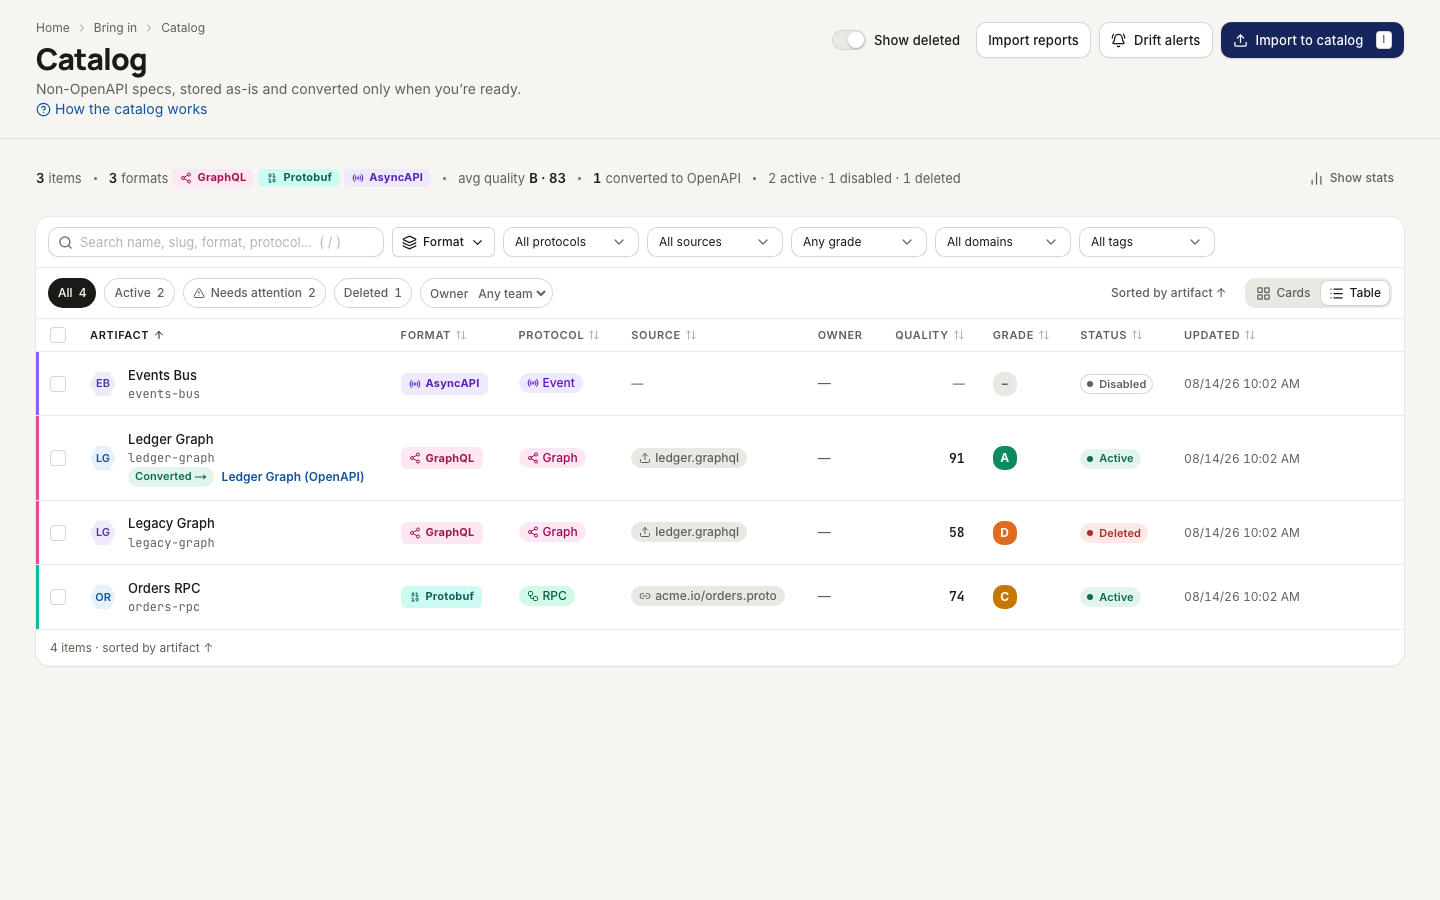 Home > Bring in > Catalog
Catalog
Non-OpenAPI specs, stored as-is and converted only when you’re ready.
How the catalog works
Show deleted
Import reports
Drift alerts
Import to catalog I
3 items • 3 formats GraphQL Protobuf AsyncAPI • avg quality B · 83 • 1 converted to OpenAPI • 2 active · 1 disabled · 1 deleted
Show stats
Search name, slug, format, protocol... ( / )
Format
All protocols
All sources
Any grade
All domains
All tags
All 4
Active 2
Needs attention 2
Deleted 1
Owner Any team
Sorted by artifact ↑
Cards
Table
ARTIFACT ↑ FORMAT ↑↓ PROTOCOL ↑↓ SOURCE ↑↓ OWNER QUALITY ↑↓ GRADE ↑↓ STATUS ↑↓ UPDATED ↑↓
EB Events Bus AsyncAPI Event — — — – Disabled 08/14/26 10:02 AM
events-bus
LG Ledger Graph GraphQL Graph ledger.graphql — 91 A Active 08/14/26 10:02 AM
ledger-graph
Converted → Ledger Graph (OpenAPI)
LG Legacy Graph GraphQL Graph ledger.graphql — 58 D Deleted 08/14/26 10:02 AM
legacy-graph
OR Orders RPC Protobuf RPC acme.io/orders.proto — 74 C Active 08/14/26 10:02 AM
orders-rpc
4 items · sorted by artifact ↑